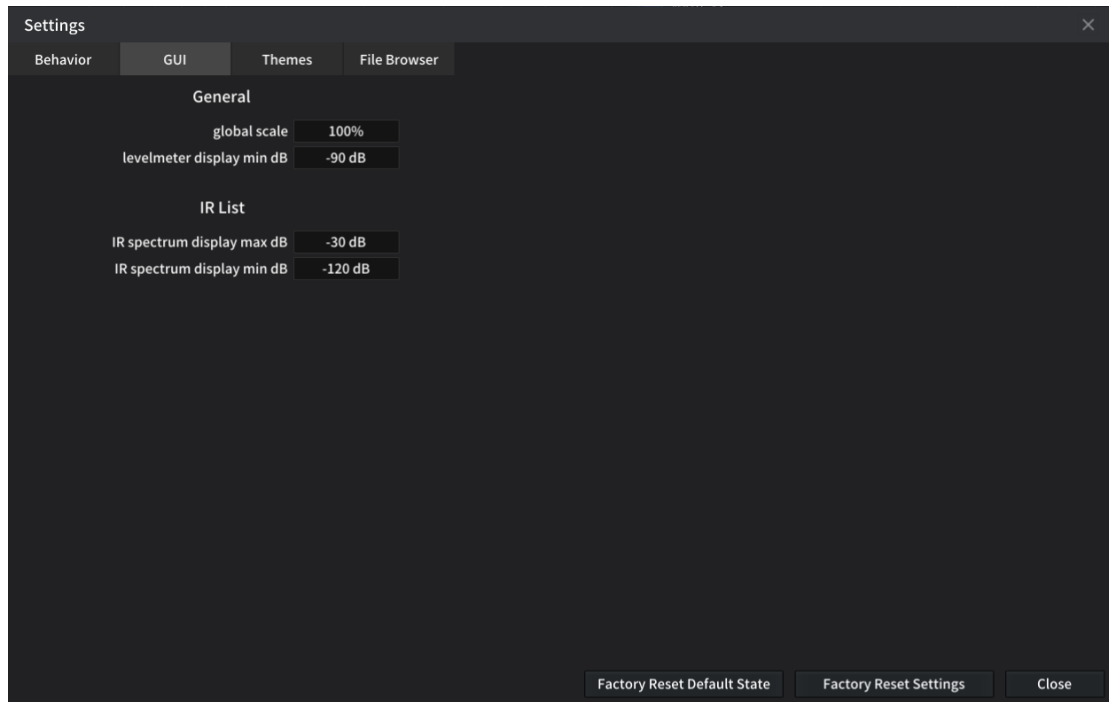 Settings
Behavior GUI Themes File Browser
General
global scale 100%
levelmeter display min dB -90 dB
IR List
IR spectrum display max dB -30 dB
IR spectrum display min dB -120 dB
Factory Reset Default State Factory Reset Settings Close